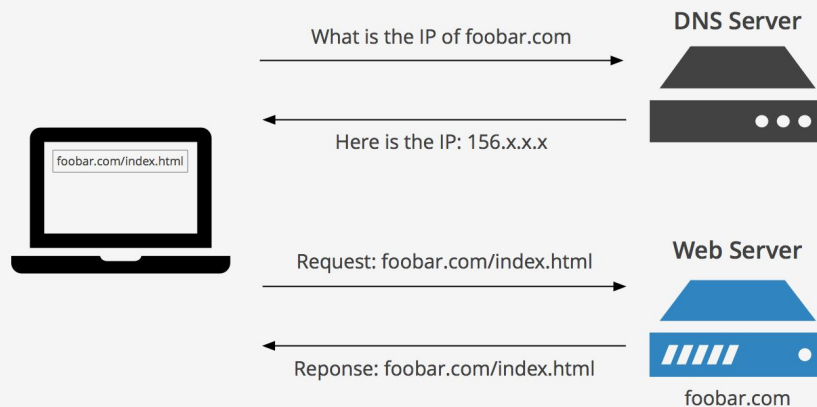 DNS Server
What is the IP of foobar.com
Here is the IP: 156.x.x.x
foobar.com/index.html
Web Server
Request: foobar.com/index.html
Reponse: foobar.com/index.html
foobar.com